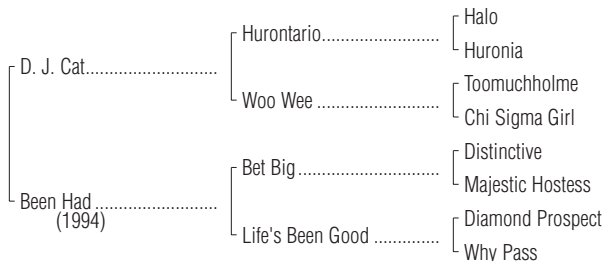 Halo
Hurontario
Huronia
D. J. Cat
Toomuchholme
Woo Wee
Chi Sigma Girl
Distinctive
Bet Big
Majestic Hostess
Been Had
(1994)
Diamond Prospect
Life's Been Good
Why Pass